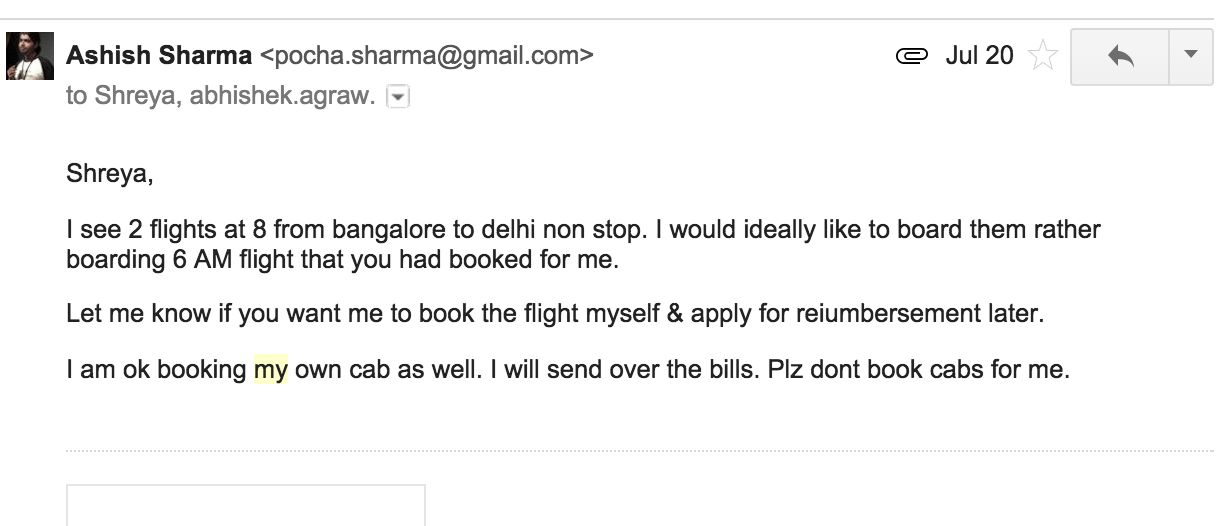 Ashish Sharma <pocha.sharma@gmail.com>
Jul 20
to Shreya, abhishek.agraw.
Shreya,
I see 2 flights at 8 from bangalore to delhi non stop. I would ideally like to board them rather
boarding 6 AM flight that you had booked for me.
Let me know if you want me to book the flight myself & apply for reiumbersement later.
I am ok booking my own cab as well. I will send over the bills. Plz dont book cabs for me.